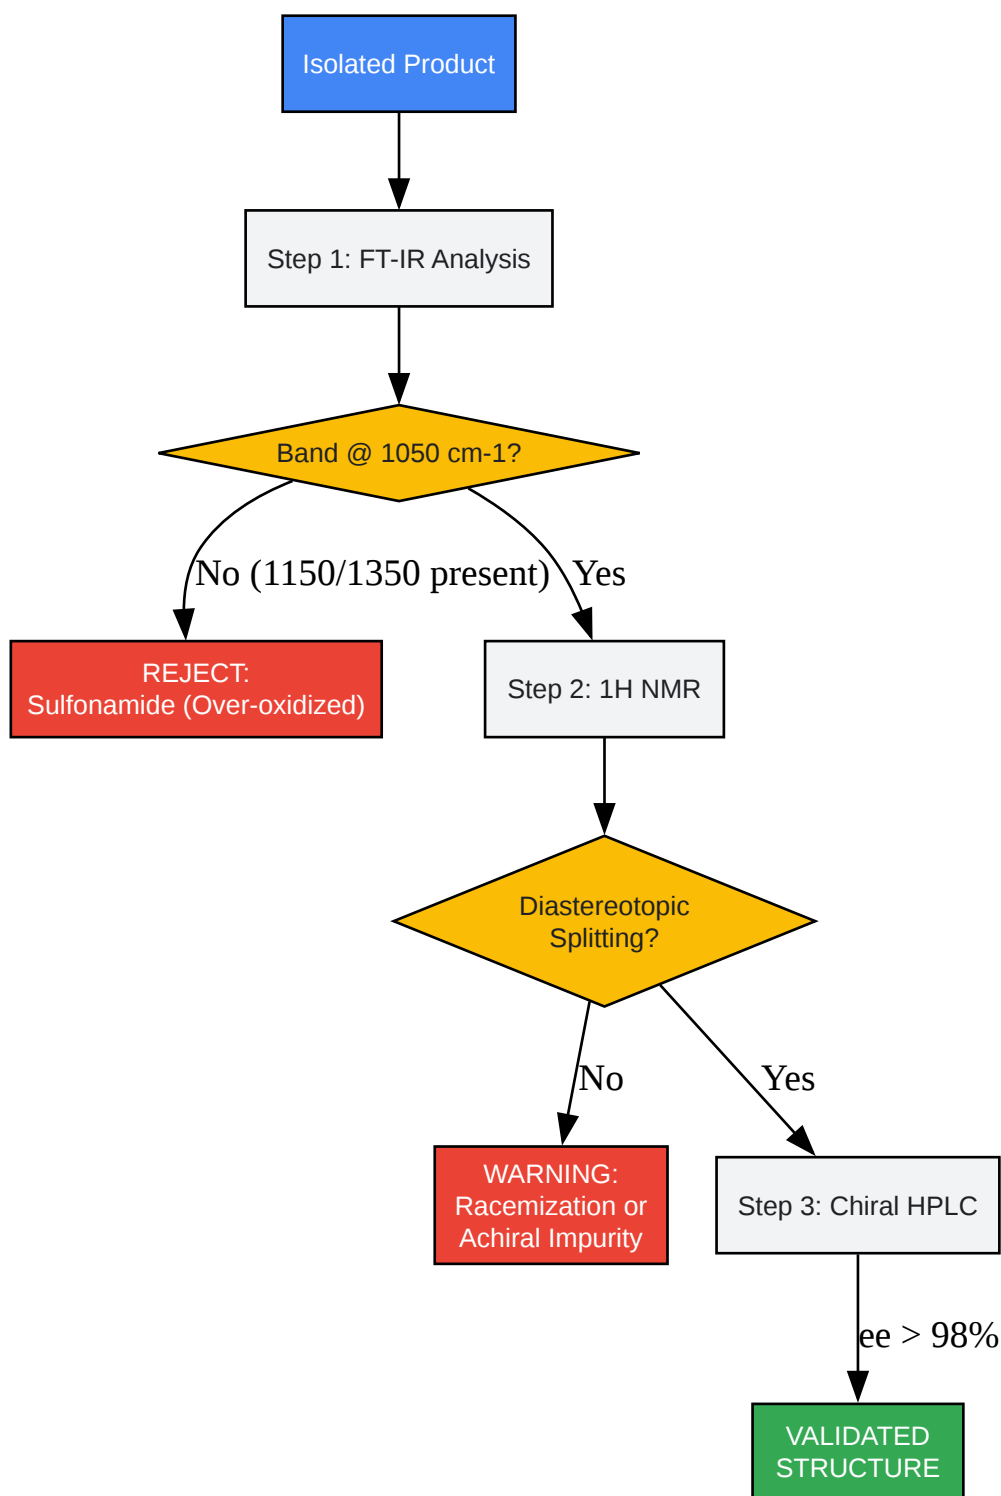 Isolated Product
Step 1: FT-IR Analysis
Band @ 1050 cm-1?
No (1150/1350 present)
Yes
REJECT:
Sulfonamide (Over-oxidized)
Step 2: 1H NMR
Diastereotopic
Splitting?
No
Yes
WARNING:
Racemization or
Achiral Impurity
Step 3: Chiral HPLC
ee > 98%
VALIDATED
STRUCTURE